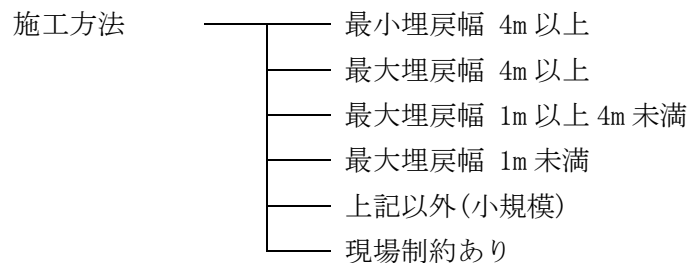 施工方法
最小埋戻幅 4m 以上
最大埋戻幅 4m 以上
最大埋戻幅 1m 以上 4m 未満
最大埋戻幅 1m 未満
上記以外(小規模)
現場制約あり